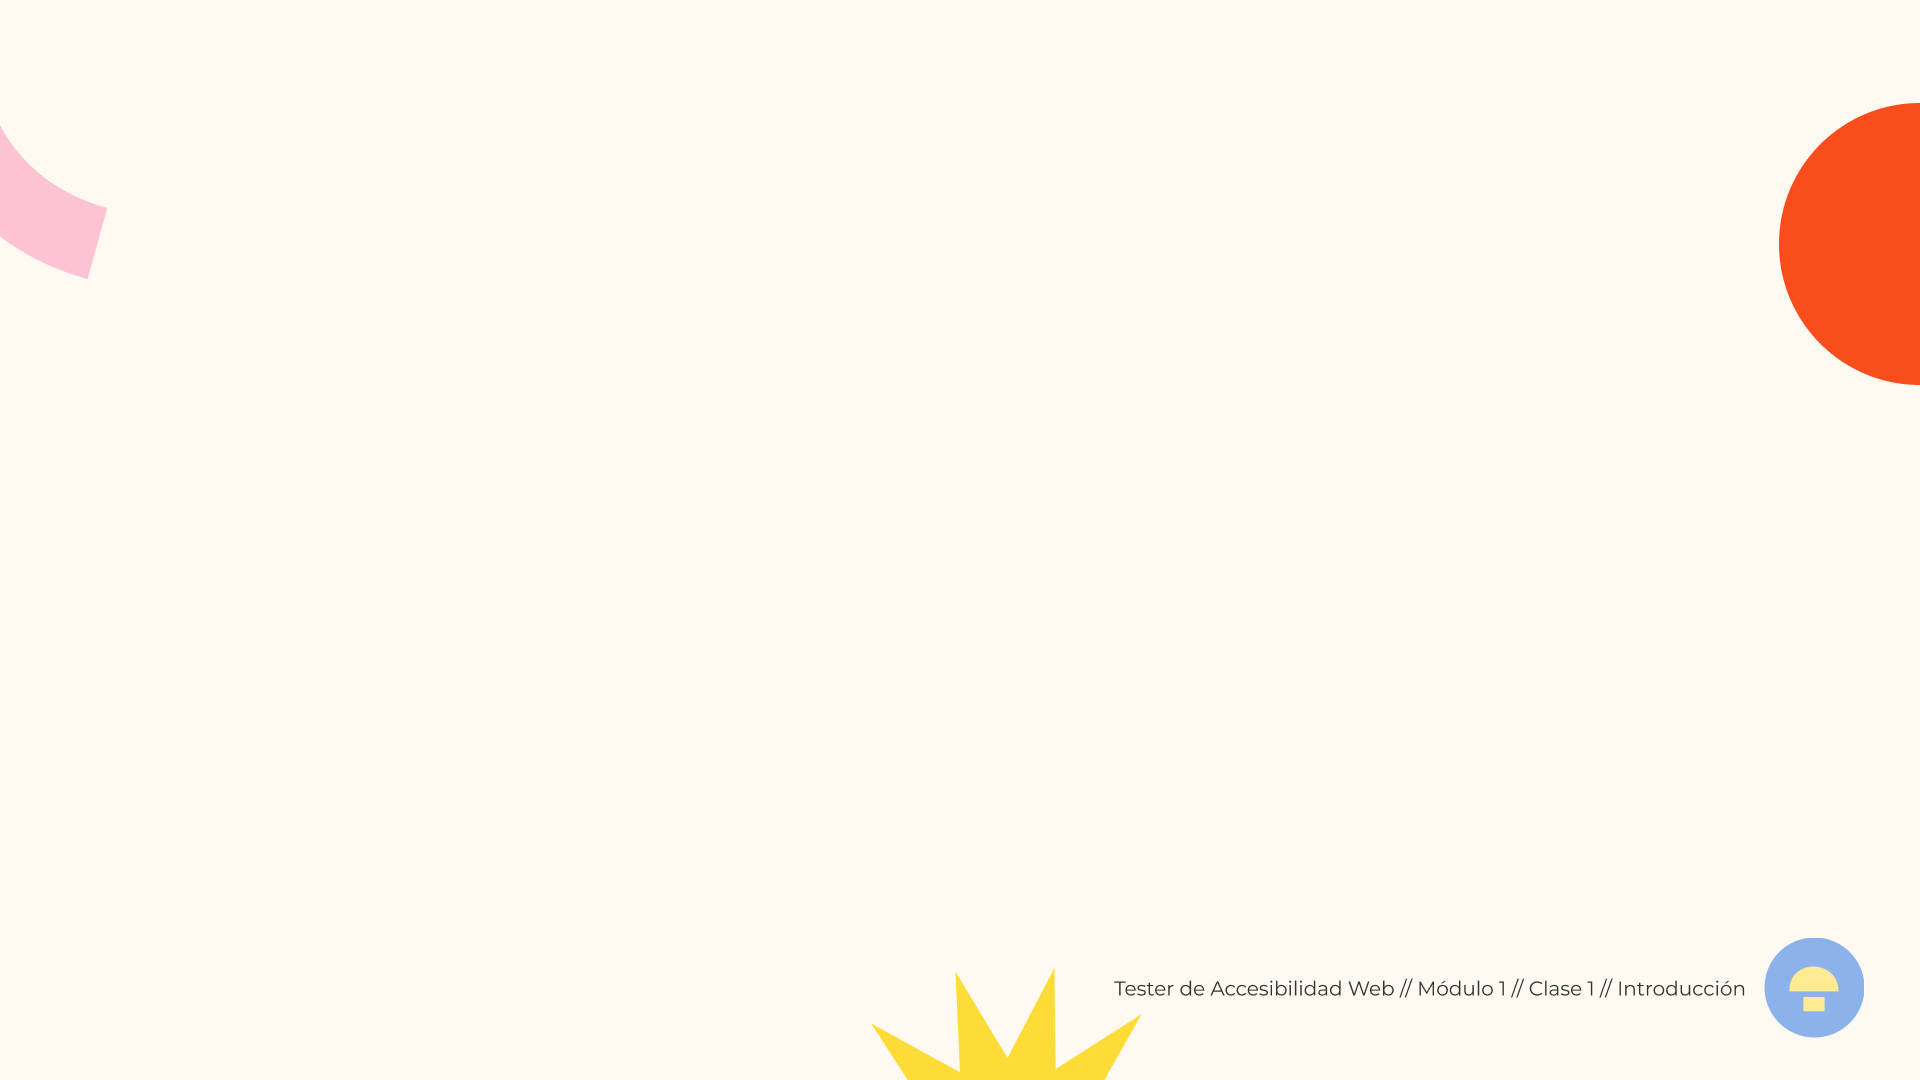 Tester de Accesibilidad Web // Módulo 1 // Clase 1 // Introducción